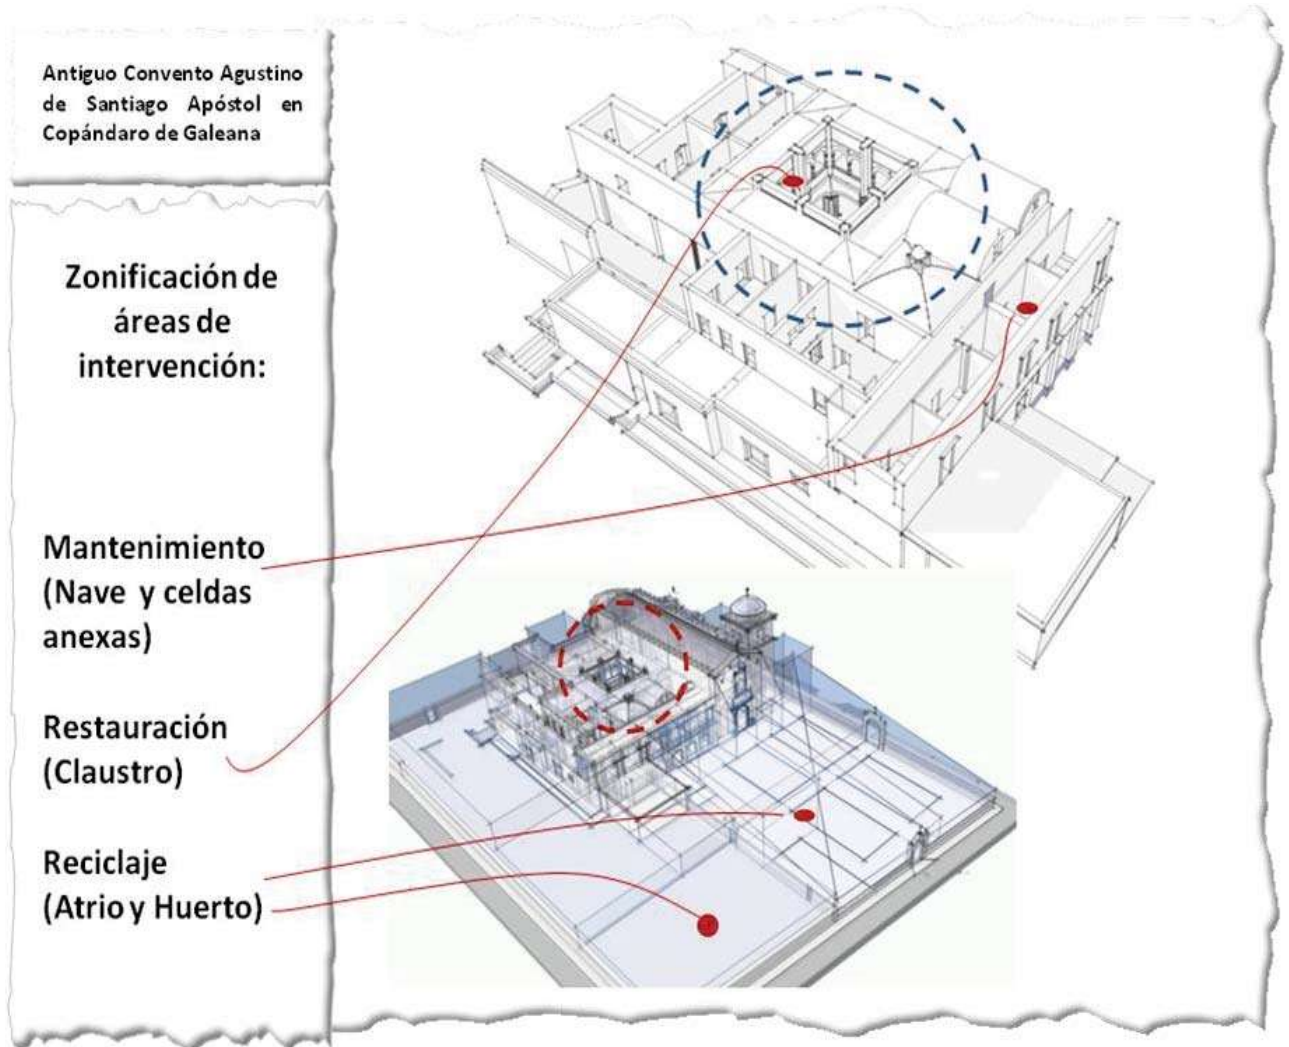 Antiguo Convento Agustino
de Santiago Apóstol en
Copándaro de Galeana
Zonificación de
áreas de
intervención:
Mantenimiento
(Nave y celdas
anexas)
Restauración
(Claustro)
Reciclaje
(Atrio y Huerto)